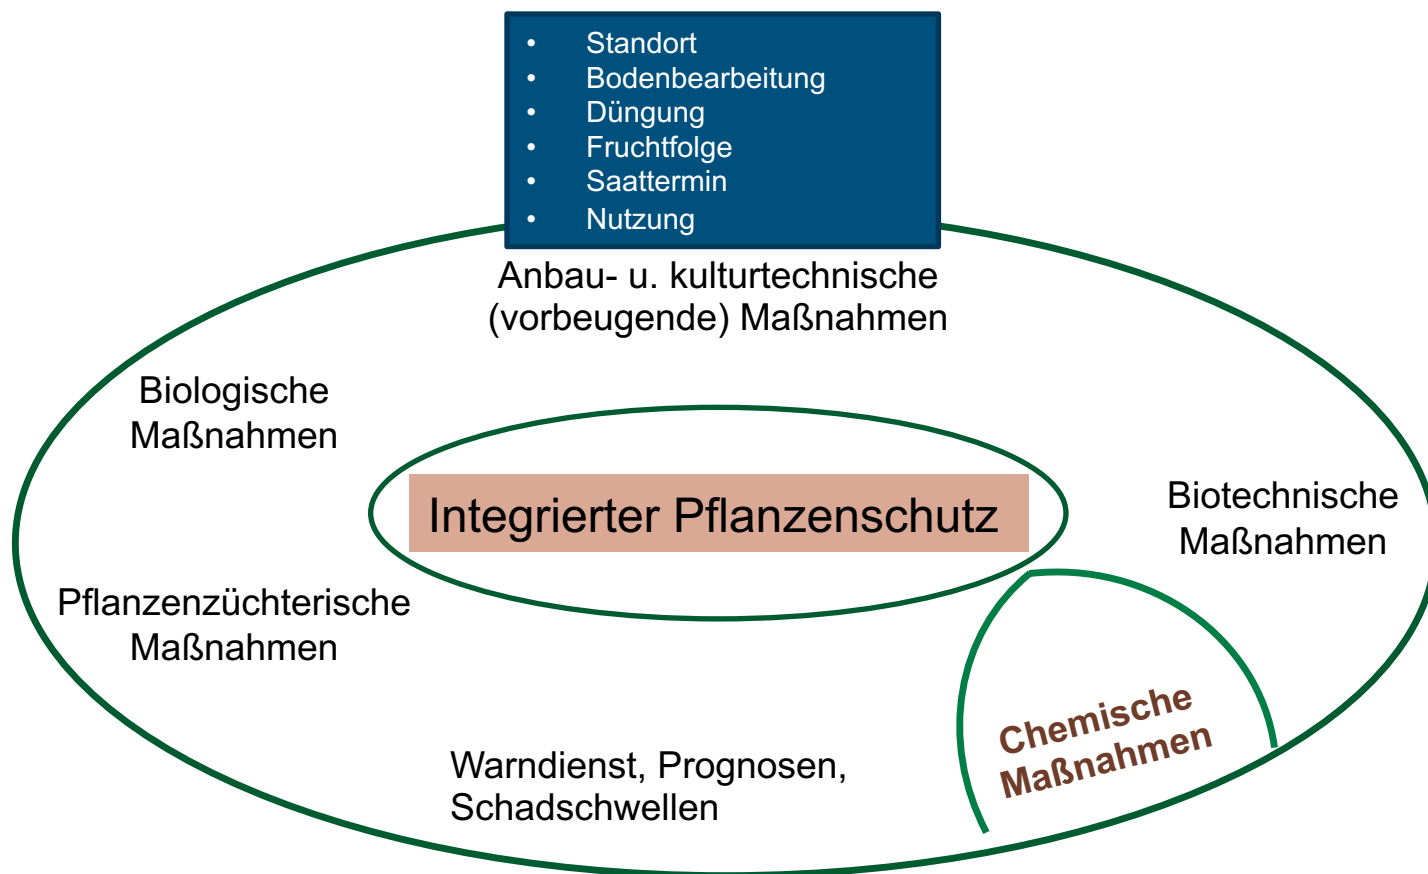 • Standort
• Bodenbearbeitung
• Düngung
• Fruchtfolge
• Saattermin
• Nutzung
Anbau- u. kulturtechnische
(vorbeugende) Maßnahmen
Biologische
Maßnahmen
Integrierter Pflanzenschutz
Biotechnische
Maßnahmen
Pflanzenzüchterische
Maßnahmen
Chemische
Maßnahmen
Warndienst, Prognosen,
Schadschwellen